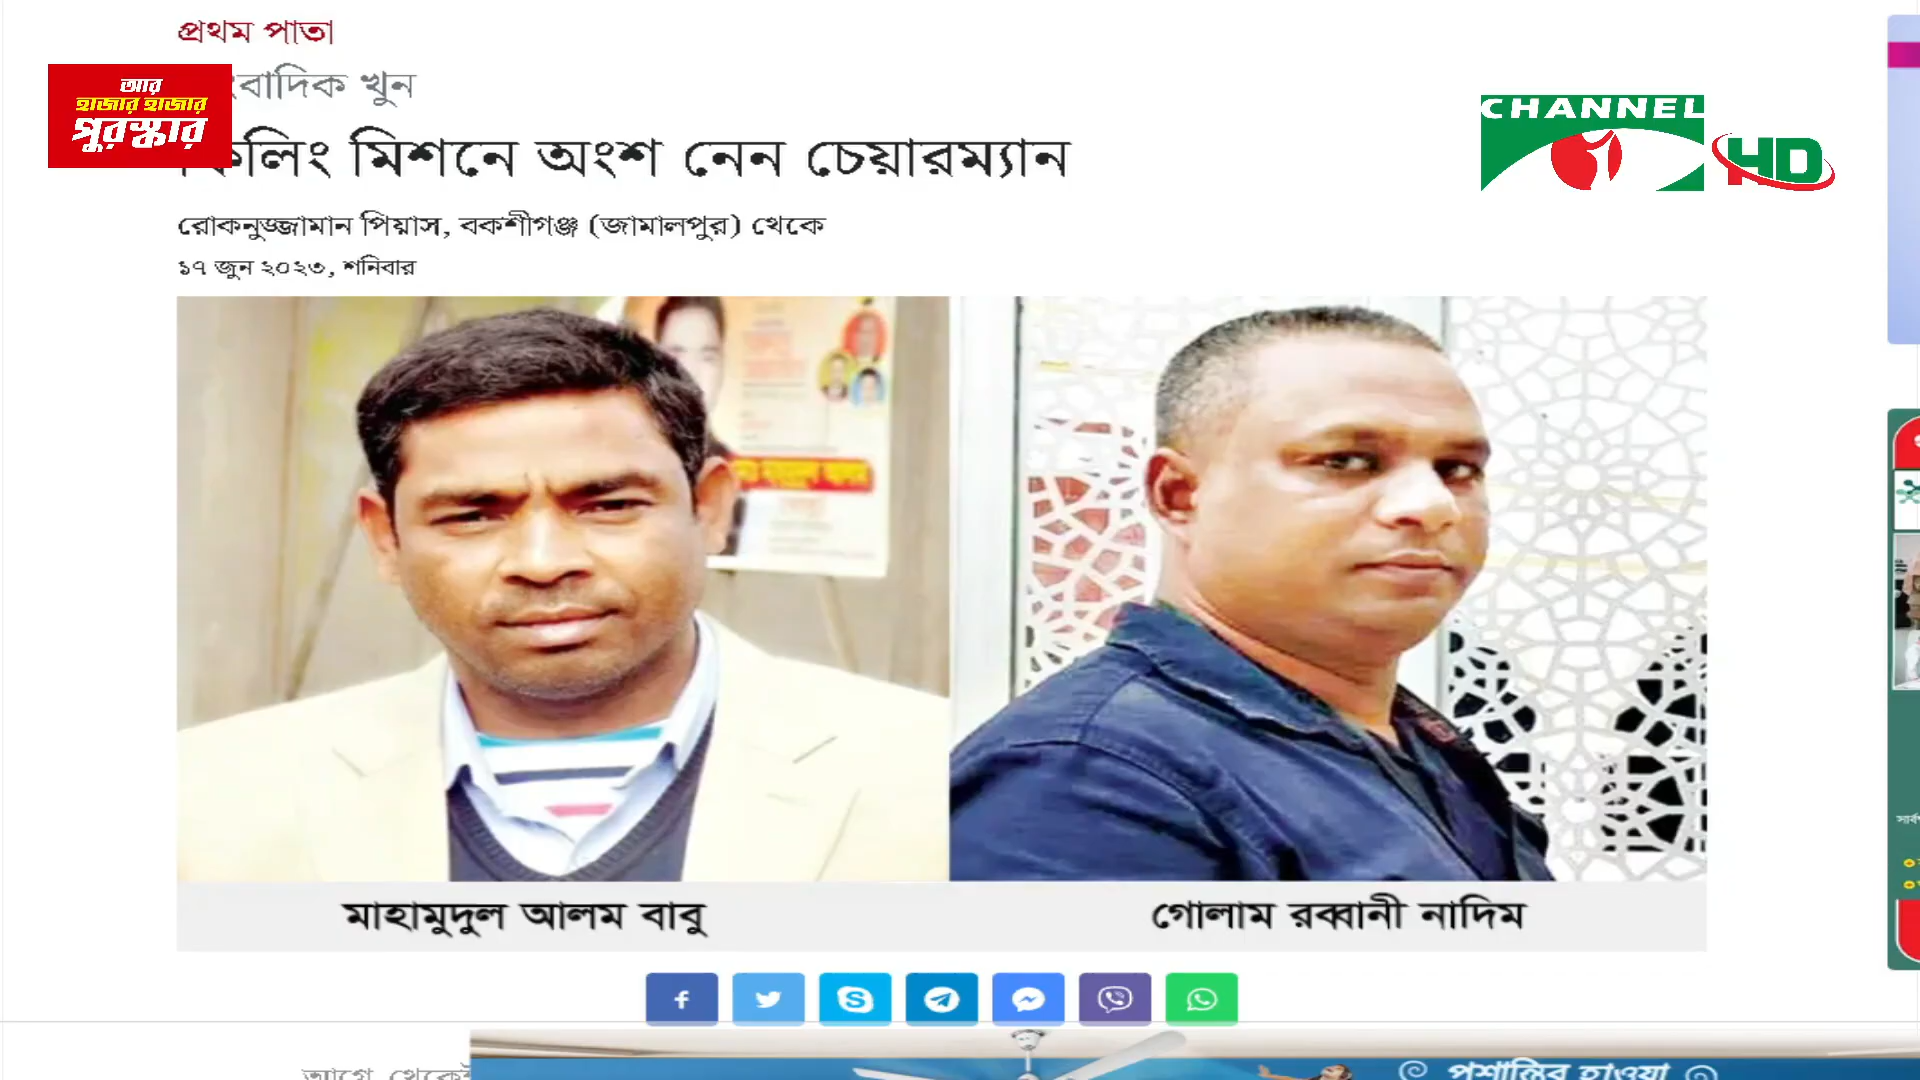 প্রথম পাতা
আর
হাজার হাজার
পুরস্কার
খুন
মিশনে অংশ নেন চেয়ারম্যান
রোকনুজ্জামান পিয়াস, বকশীগঞ্জ (জামালপুর) থেকে
১৭ জুন ২০২৩, শনিবার
CHANNEL
HD
মাহামুদুল আলম বাবু
গোলাম রব্বানী নাদিম
প্রশান্তির হাওয়া